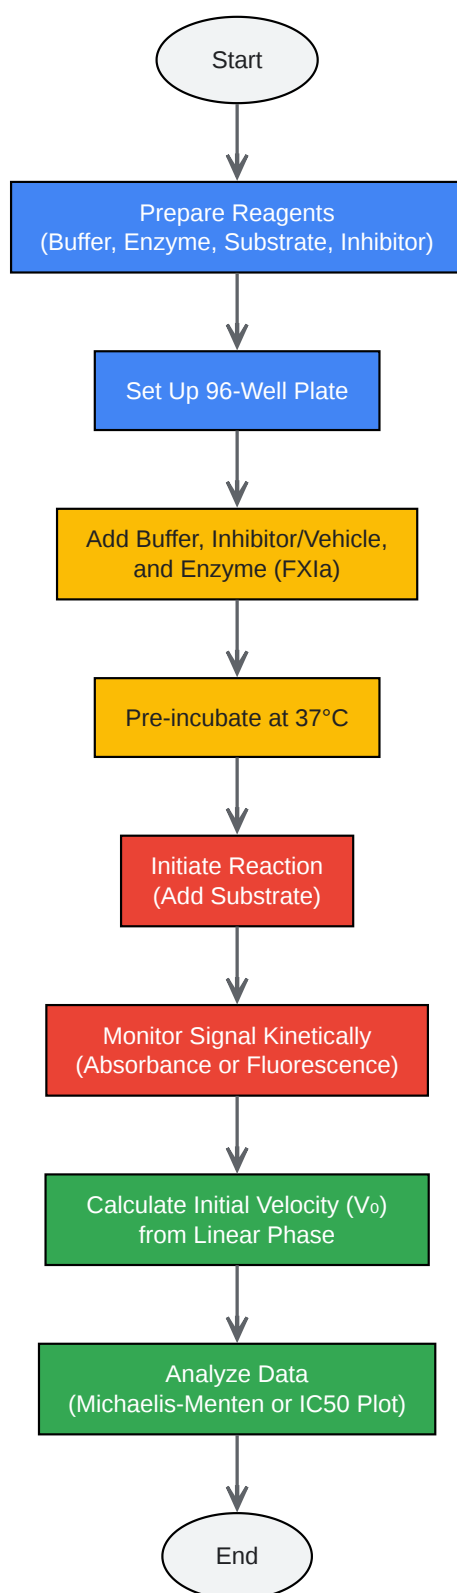 Start
Prepare Reagents
(Buffer, Enzyme, Substrate, Inhibitor)
Set Up 96-Well Plate
Add Buffer, Inhibitor/Vehicle,
and Enzyme (FXIa)
Pre-incubate at 37°C
Initiate Reaction
(Add Substrate)
Monitor Signal Kinetically
(Absorbance or Fluorescence)
Calculate Initial Velocity (V₀)
from Linear Phase
Analyze Data
(Michaelis-Menten or IC50 Plot)
End